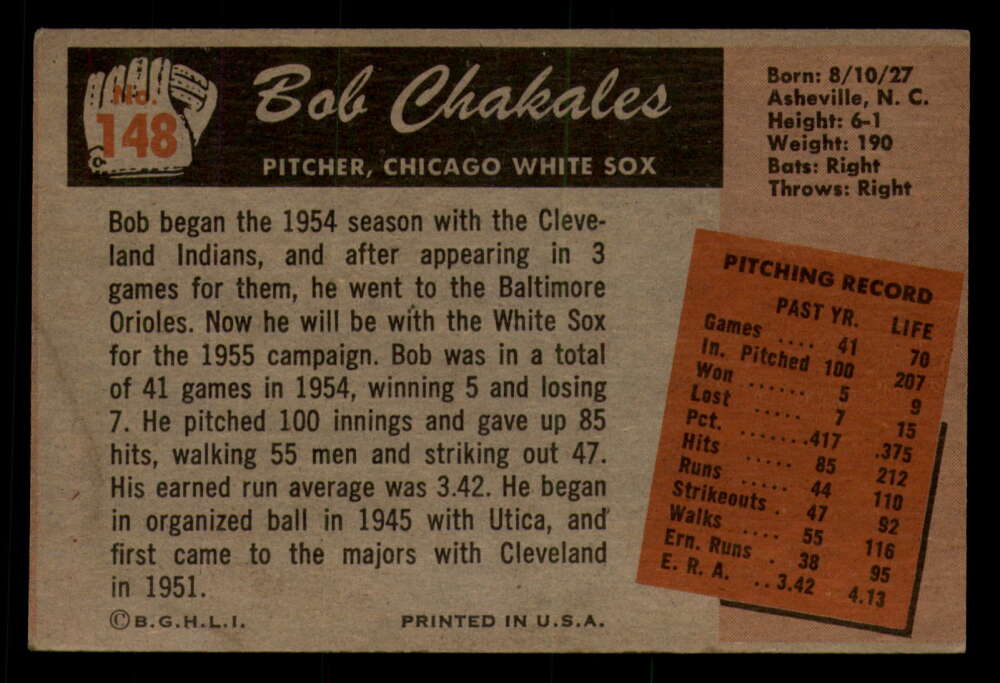 No.
148
Bob Chakales
PITCHER, CHICAGO WHITE SOX
Born: 8/10/27
Asheville, N. C.
Height: 6-1
Weight: 190
Bats: Right
Throws: Right
Bob began the 1954 season with the Cleve-
land Indians, and after appearing in 3
games for them, he went to the Baltimore
Orioles. Now he will be with the White Sox
for the 1955 campaign. Bob was in a total
of 41 games in 1954, winning 5 and losing
7. He pitched 100 innings and gave up 85
hits, walking 55 men and striking out 47.
His earned run average was 3.42. He began
in organized ball in 1945 with Utica, and
first came to the majors with Cleveland
in 1951.
©B.G.H.L.I. PRINTED IN U.S.A.
PITCHING RECORD
PAST YR. LIFE
Games .... 41 70
In. Pitched 100 207
Won ...... 5 9
Lost ..... 7 15
Pct. .......417 .375
Hits ..... 85 212
Runs ..... 44 110
Strikeouts . 47 92
Walks .... 55 116
Ern. Runs . 38 95
E. R. A. ..3.42 4.13